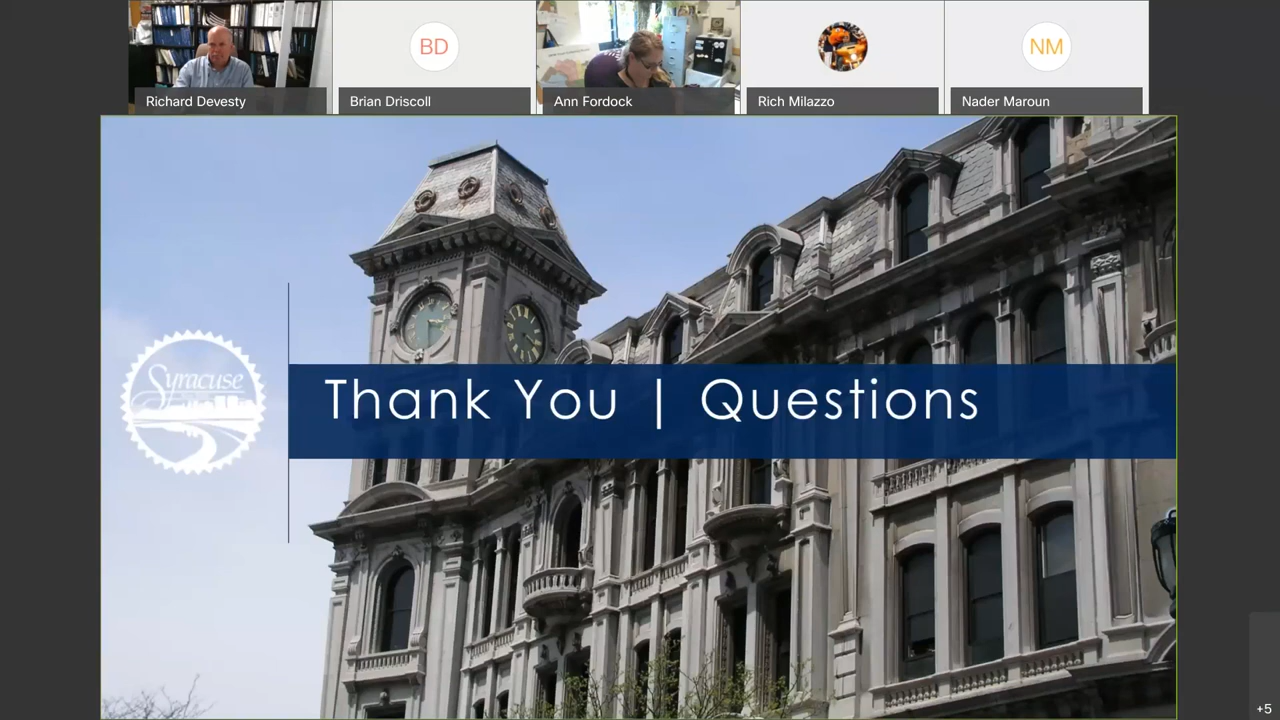 BD
NM
Richard Devesty
Brian Driscoll
Ann Fordock
Rich Milazzo
Nader Maroun
Syracuse
Thank You | Questions
+5